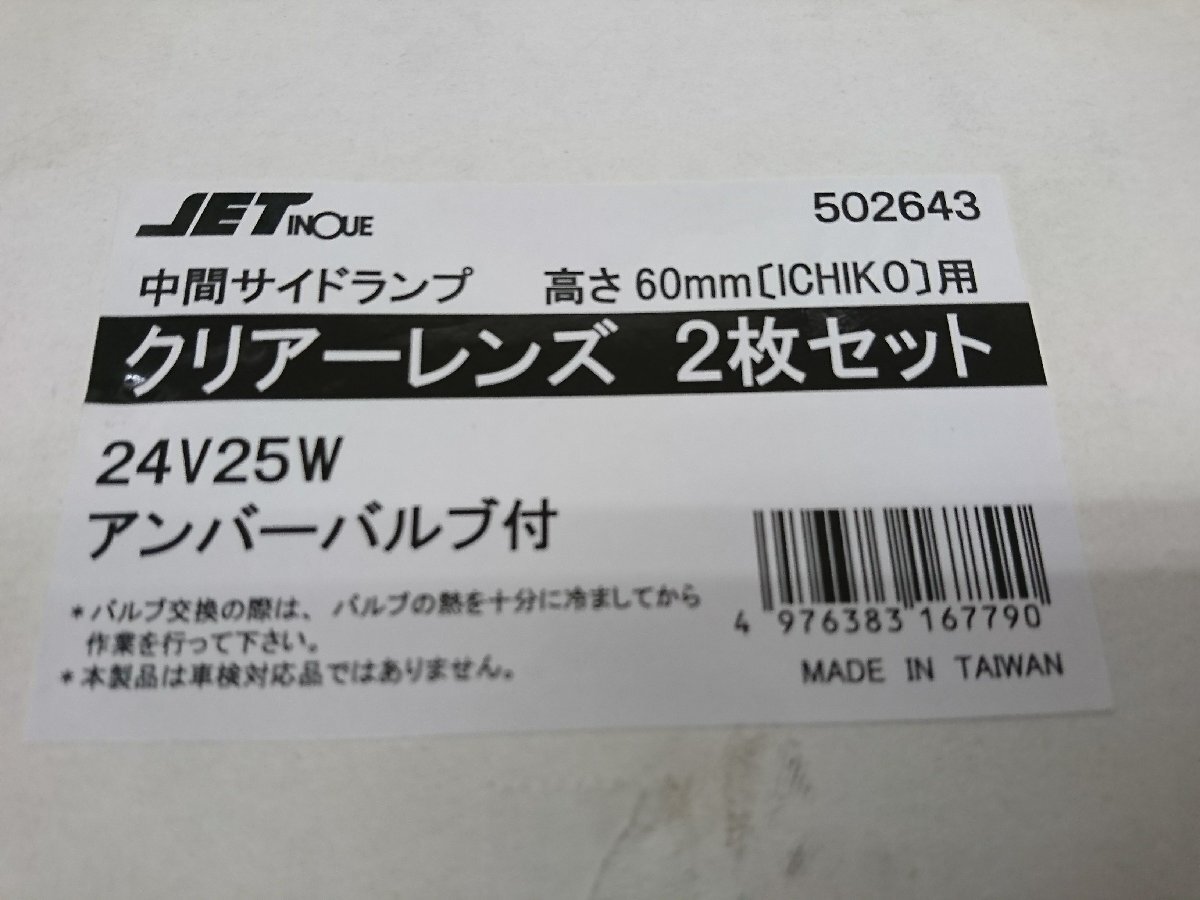 JET INOUE
502643
中間サイドランプ 高さ60mm〔ICHIKO〕用
クリアーレンズ 2枚セット
24V25W
アンバーバルブ付
*バルブ交換の際は、バルブの熱を十分に冷ましてから
作業を行って下さい。
*本製品は車検対応品ではありません。
4 976383 167790
MADE IN TAIWAN